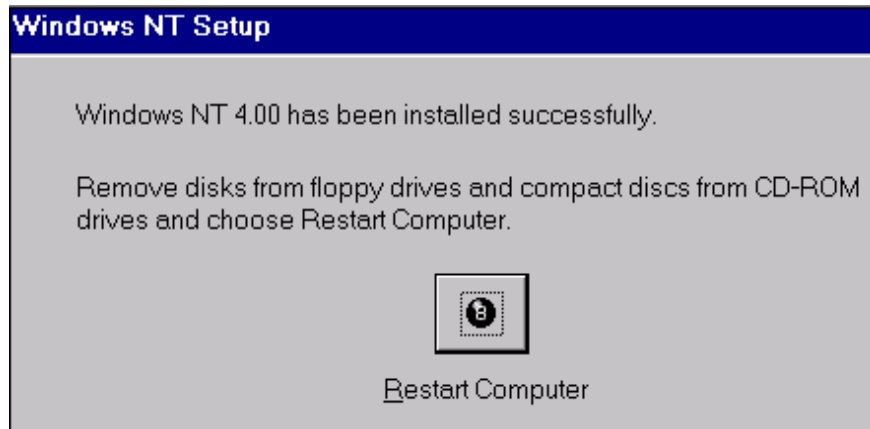 Windows NT Setup
Windows NT 4.00 has been installed successfully.
Remove disks from floppy drives and compact discs from CD-ROM
drives and choose Restart Computer.
8
Restart Computer